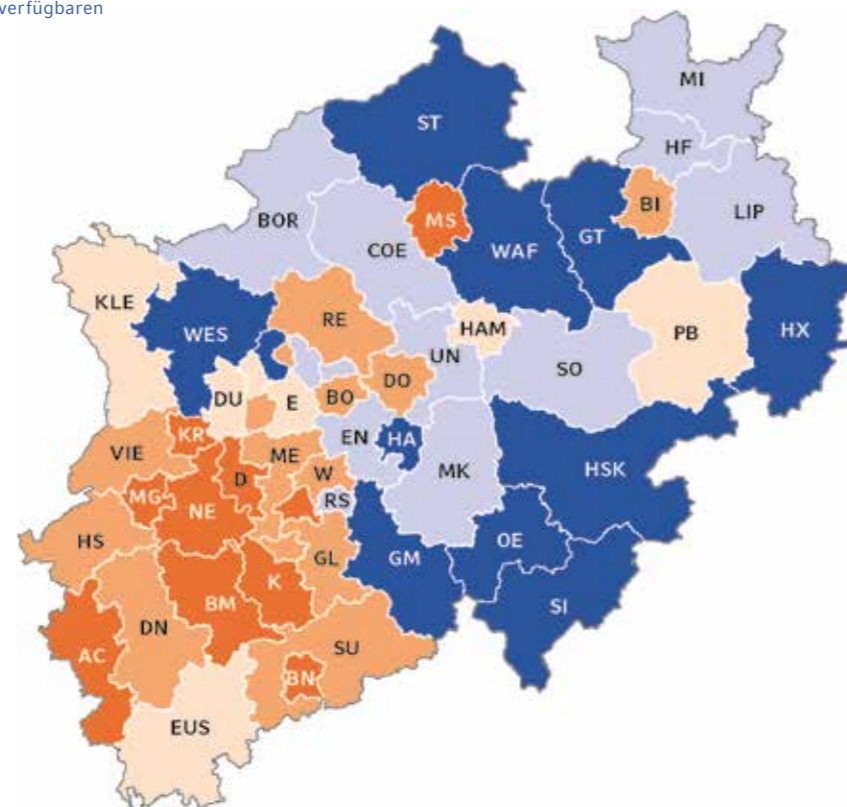 verfügbaren
MI
ST
HF
BI
LIP
MS
BOR
GT
COE
WAF
KLE
RE
HAM
WES
UN
PB
HX
SO
DO
DU
E
BO
KR
EN
HA
VIE
ME
MK
HSK
W
D
MG
RS
NE
HS
OE
GL
GM
K
BM
SI
DN
SU
AC
BN
EUS